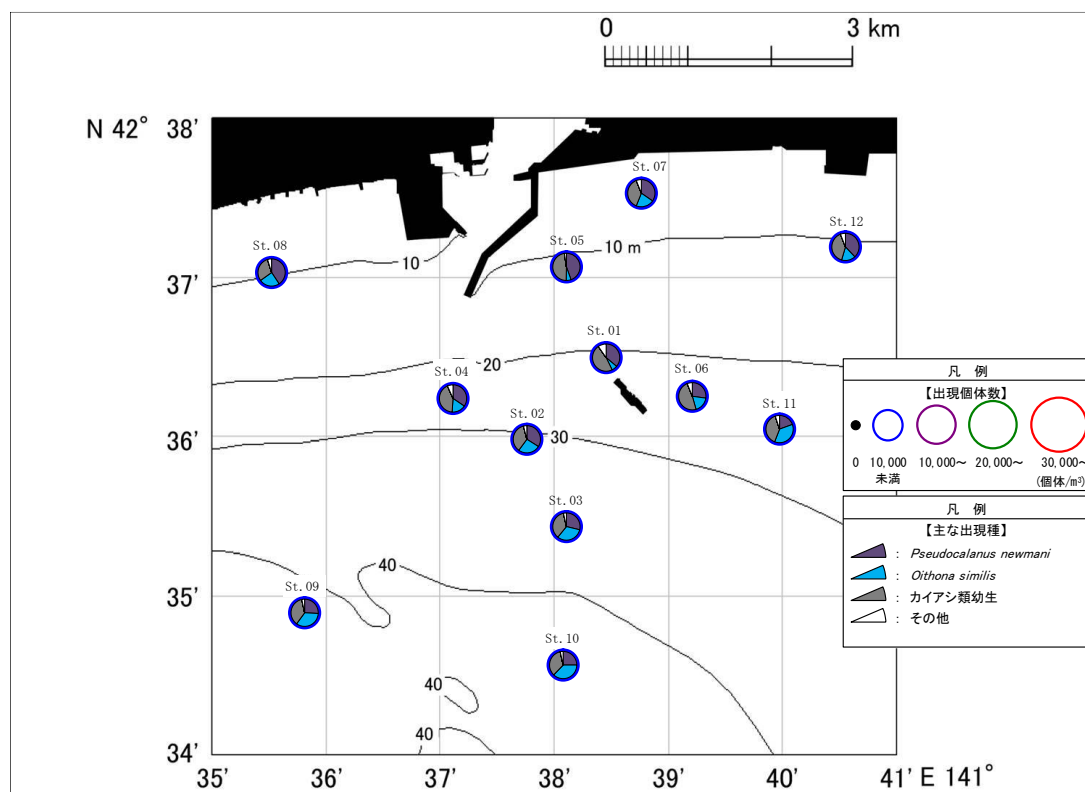 0 3 km
N 42° 38'
St.07
St.12
St.05
10 m
St.08
10
37'
St.01
20
St.04
St.06
St.11
St.02
30
36'
St.03
40
St.09
35'
St.10
40
40
34'
35' 36' 37' 38' 39' 40' 41' E 141°
凡 例
【出現個体数】
0 10,000 10,000~ 20,000~ 30,000~
未満 (個体/m³)
凡 例
【主な出現種】
: Pseudocalanus newmani
: Oithona similis
: カイアシ類幼生
: その他